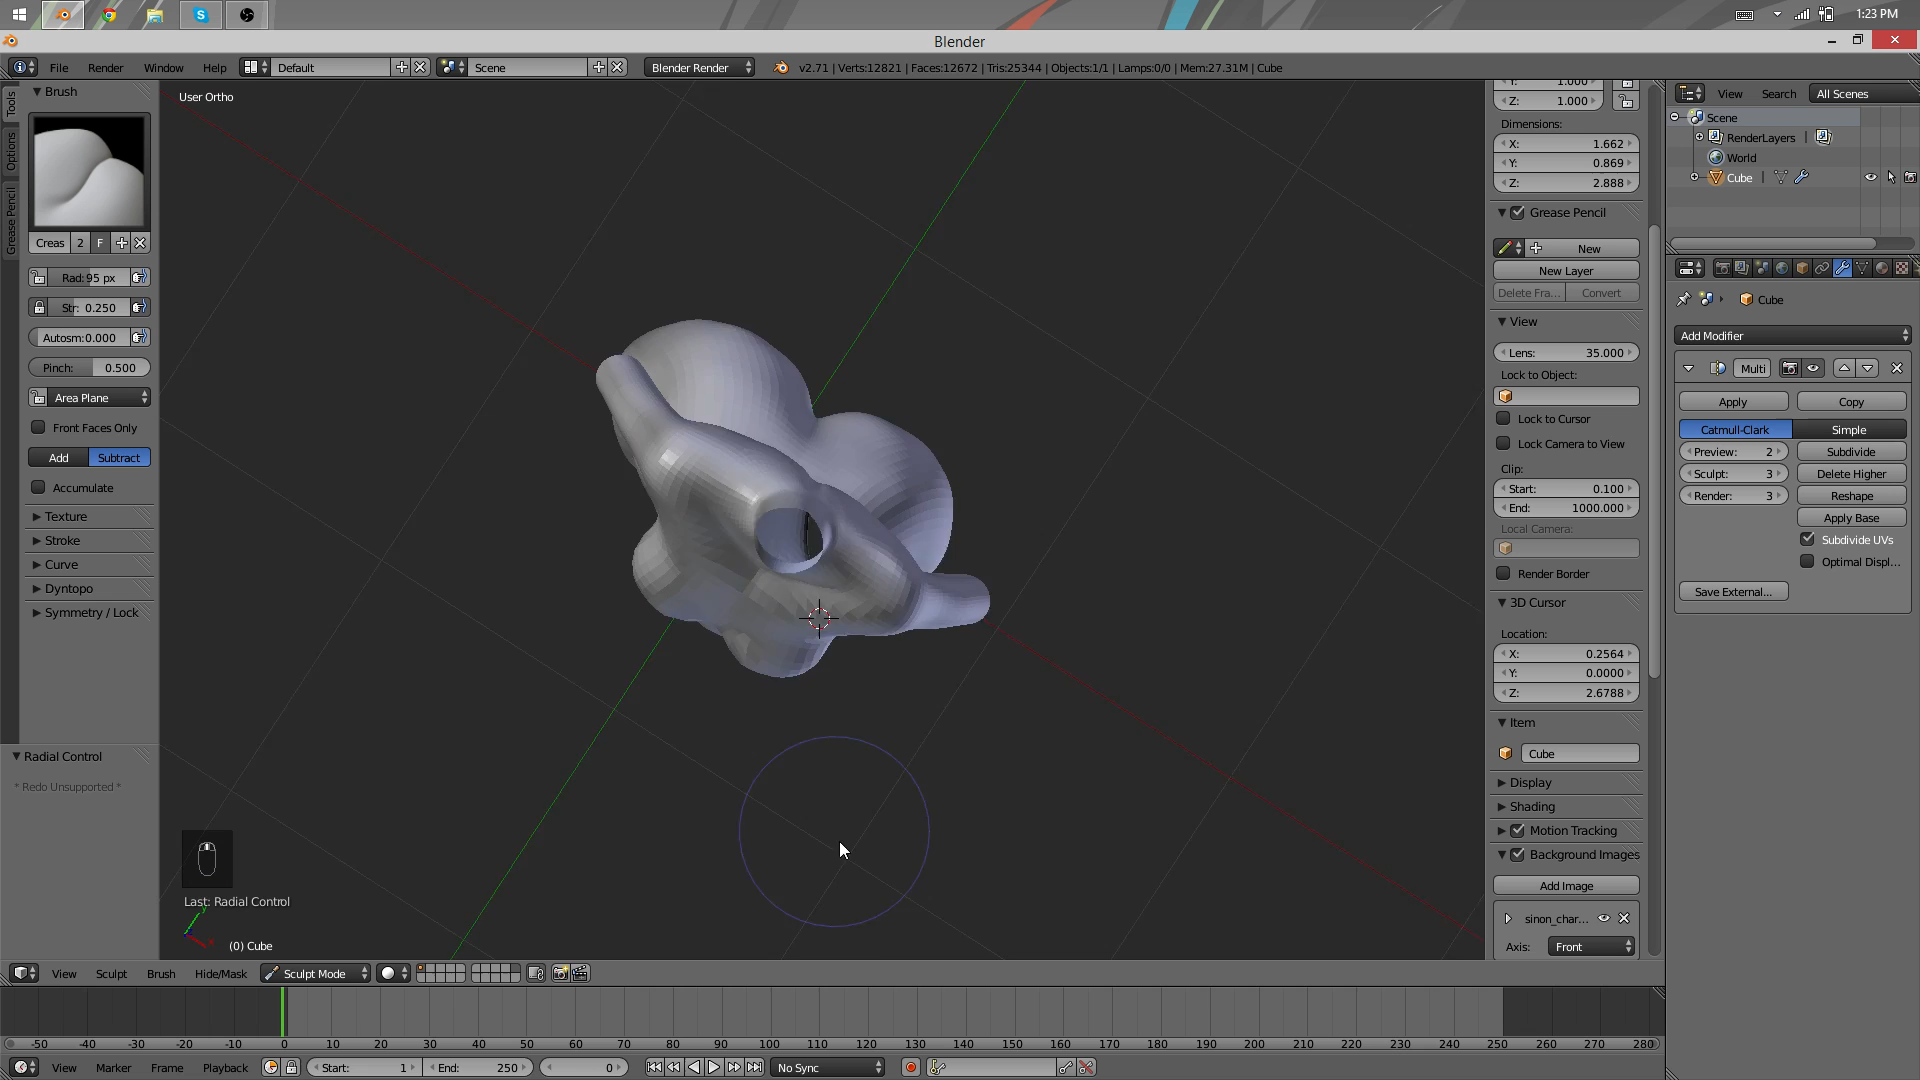 1:23 PM
Blender
File Render Window Help Default Scene Blender Render v2.71 | Verts:12821 | Faces:12672 | Tris:25344 | Objects:1/1 | Lamps:0/0 | Mem:27.31M | Cube
Tools
Options
Grease Pencil
Brush
Creas 2 F
Rad: 95 px
Str: 0.250
Autosm:0.000
Pinch: 0.500
Area Plane
Front Faces Only
Add Subtract
Accumulate
Texture
Stroke
Curve
Dyntopo
Symmetry / Lock
Radial Control
* Redo Unsupported *
User Ortho
Last: Radial Control
y
x
(0) Cube
View Sculpt Brush Hide/Mask Sculpt Mode
Y: 1.000
Z: 1.000
Dimensions:
X: 1.662
Y: 0.869
Z: 2.888
Grease Pencil
New
New Layer
Delete Fra... Convert
View
Lens: 35.000
Lock to Object:
Lock to Cursor
Lock Camera to View
Clip:
Start: 0.100
End: 1000.000
Local Camera:
Render Border
3D Cursor
Location:
X: 0.2564
Y: 0.0000
Z: 2.6788
Item
Cube
Display
Shading
Motion Tracking
Background Images
Add Image
sinon_char...
Axis: Front
View Search All Scenes
Scene
RenderLayers |
World
Cube |
Cube
Add Modifier
Multi
Apply Copy
Catmull-Clark Simple
Preview: 2 Subdivide
Sculpt: 3 Delete Higher
Render: 3 Reshape
Apply Base
Subdivide UVs
Optimal Displ...
Save External...
-50 -40 -30 -20 -10 0 10 20 30 40 50 60 70 80 90 100 110 120 130 140 150 160 170 180 190 200 210 220 230 240 250 260 270 280
View Marker Frame Playback Start: 1 End: 250 0 No Sync